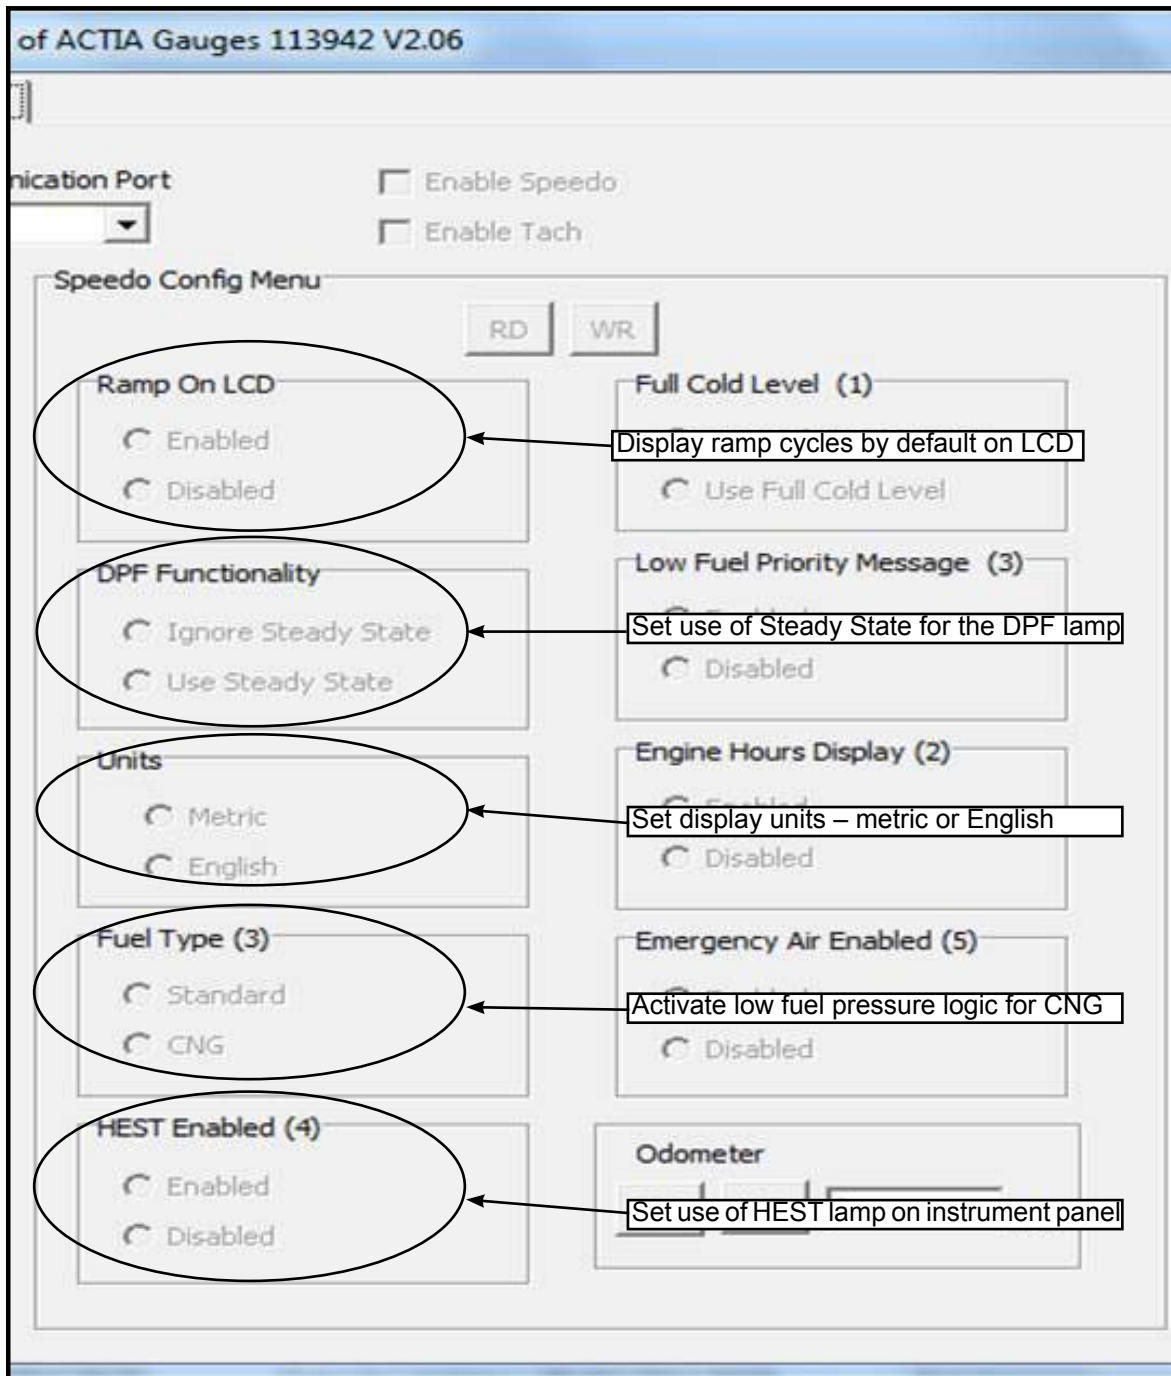 of ACTIA Gauges 113942 V2.06
nication Port
Enable Speedo
Enable Tach
Speedo Config Menu
RD WR
Ramp On LCD
Enabled
Disabled
Full Cold Level (1)
Display ramp cycles by default on LCD
Use Full Cold Level
DPF Functionality
Ignore Steady State
Use Steady State
Low Fuel Priority Message (3)
Set use of Steady State for the DPF lamp
Disabled
Units
Metric
English
Engine Hours Display (2)
Set display units – metric or English
Disabled
Fuel Type (3)
Standard
CNG
Emergency Air Enabled (5)
Activate low fuel pressure logic for CNG
Disabled
HEST Enabled (4)
Enabled
Disabled
Odometer
Set use of HEST lamp on instrument panel